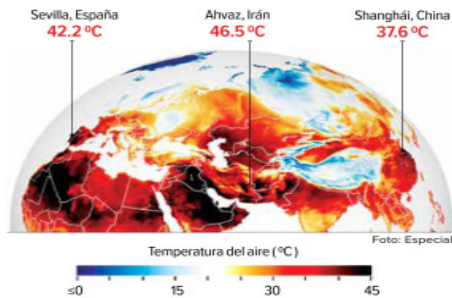 Sevilla, España
42.2 ºC
Ahvaz, Irán
46.5 ºC
Shanghái, China
37.6 ºC
Foto: Especial
Temperatura del aire (ºC)
≤0 15 30 45